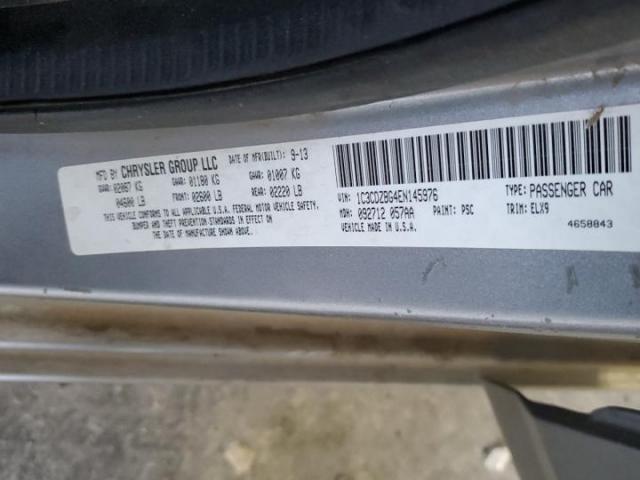 MFD BY CHRYSLER GROUP LLC DATE OF MFR(BUILT): 9-13
GVWR: 02087 KG GAWR: 01180 KG GAWR: 01007 KG
04600 LB FRONT: 02600 LB REAR: 02220 LB
THIS VEHICLE CONFORMS TO ALL APPLICABLE U.S.A. FEDERAL MOTOR VEHICLE SAFETY,
BUMPER AND THEFT PREVENTION STANDARDS IN EFFECT ON
THE DATE OF MANUFACTURE SHOWN ABOVE.
VIN: 1C3CDZBG4EN145976 TYPE: PASSENGER CAR
MDH: 092712 057AA PAINT: PSC TRIM: ELX9
VEHICLE MADE IN U.S.A. 4658843